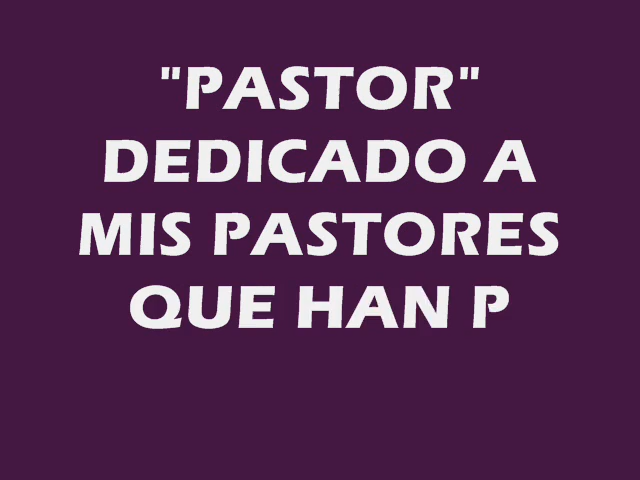 "PASTOR"
DEDICADO A
MIS PASTORES
QUE HAN P